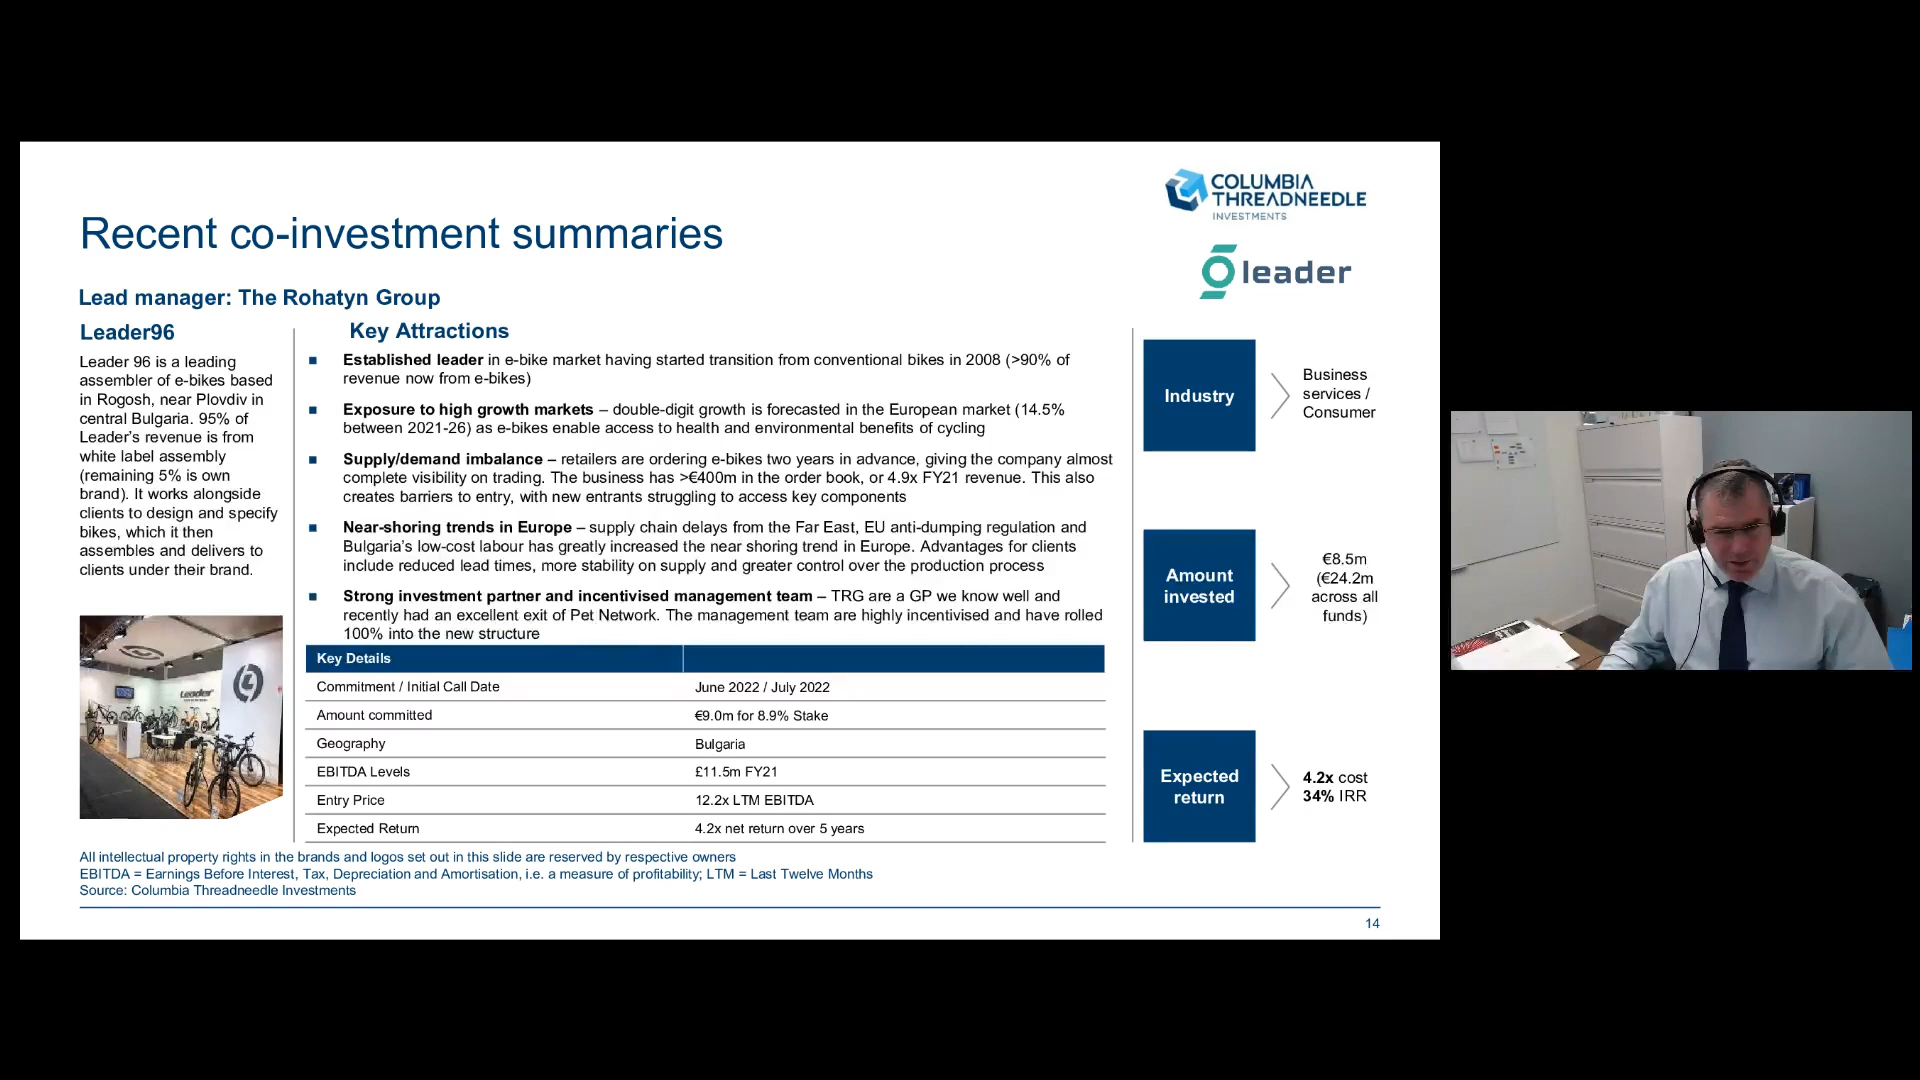 COLUMBIA
THREADNEEDLE
INVESTMENTS
Recent co-investment summaries
leader
Lead manager: The Rohatyn Group
Leader96
Leader 96 is a leading
assembler of e-bikes based
in Rogosh, near Plovdiv in
central Bulgaria. 95% of
Leader’s revenue is from
white label assembly
(remaining 5% is own
brand). It works alongside
clients to design and specify
bikes, which it then
assembles and delivers to
clients under their brand.
Leader
Key Attractions
■ Established leader in e-bike market having started transition from conventional bikes in 2008 (>90% of
revenue now from e-bikes)
■ Exposure to high growth markets – double-digit growth is forecasted in the European market (14.5%
between 2021-26) as e-bikes enable access to health and environmental benefits of cycling
■ Supply/demand imbalance – retailers are ordering e-bikes two years in advance, giving the company almost
complete visibility on trading. The business has >€400m in the order book, or 4.9x FY21 revenue. This also
creates barriers to entry, with new entrants struggling to access key components
■ Near-shoring trends in Europe – supply chain delays from the Far East, EU anti-dumping regulation and
Bulgaria’s low-cost labour has greatly increased the near shoring trend in Europe. Advantages for clients
include reduced lead times, more stability on supply and greater control over the production process
■ Strong investment partner and incentivised management team – TRG are a GP we know well and
recently had an excellent exit of Pet Network. The management team are highly incentivised and have rolled
100% into the new structure
Key Details
Commitment / Initial Call Date June 2022 / July 2022
Amount committed €9.0m for 8.9% Stake
Geography Bulgaria
EBITDA Levels £11.5m FY21
Entry Price 12.2x LTM EBITDA
Expected Return 4.2x net return over 5 years
Industry
Business
services /
Consumer
Amount
invested
€8.5m
(€24.2m
across all
funds)
Expected
return
4.2x cost
34% IRR
All intellectual property rights in the brands and logos set out in this slide are reserved by respective owners
EBITDA = Earnings Before Interest, Tax, Depreciation and Amortisation, i.e. a measure of profitability; LTM = Last Twelve Months
Source: Columbia Threadneedle Investments
14